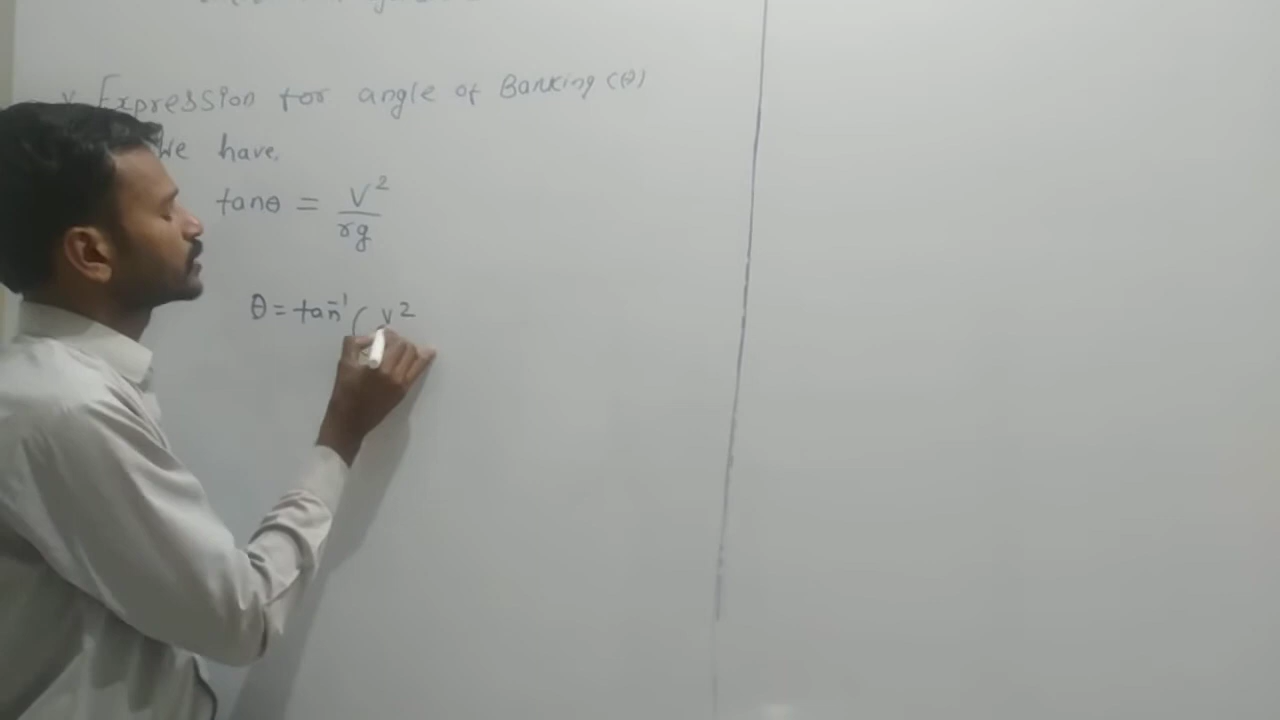 Expression for angle of Banking (θ)
We have,
tanθ = V²/rg
θ = tan⁻¹ ( v²